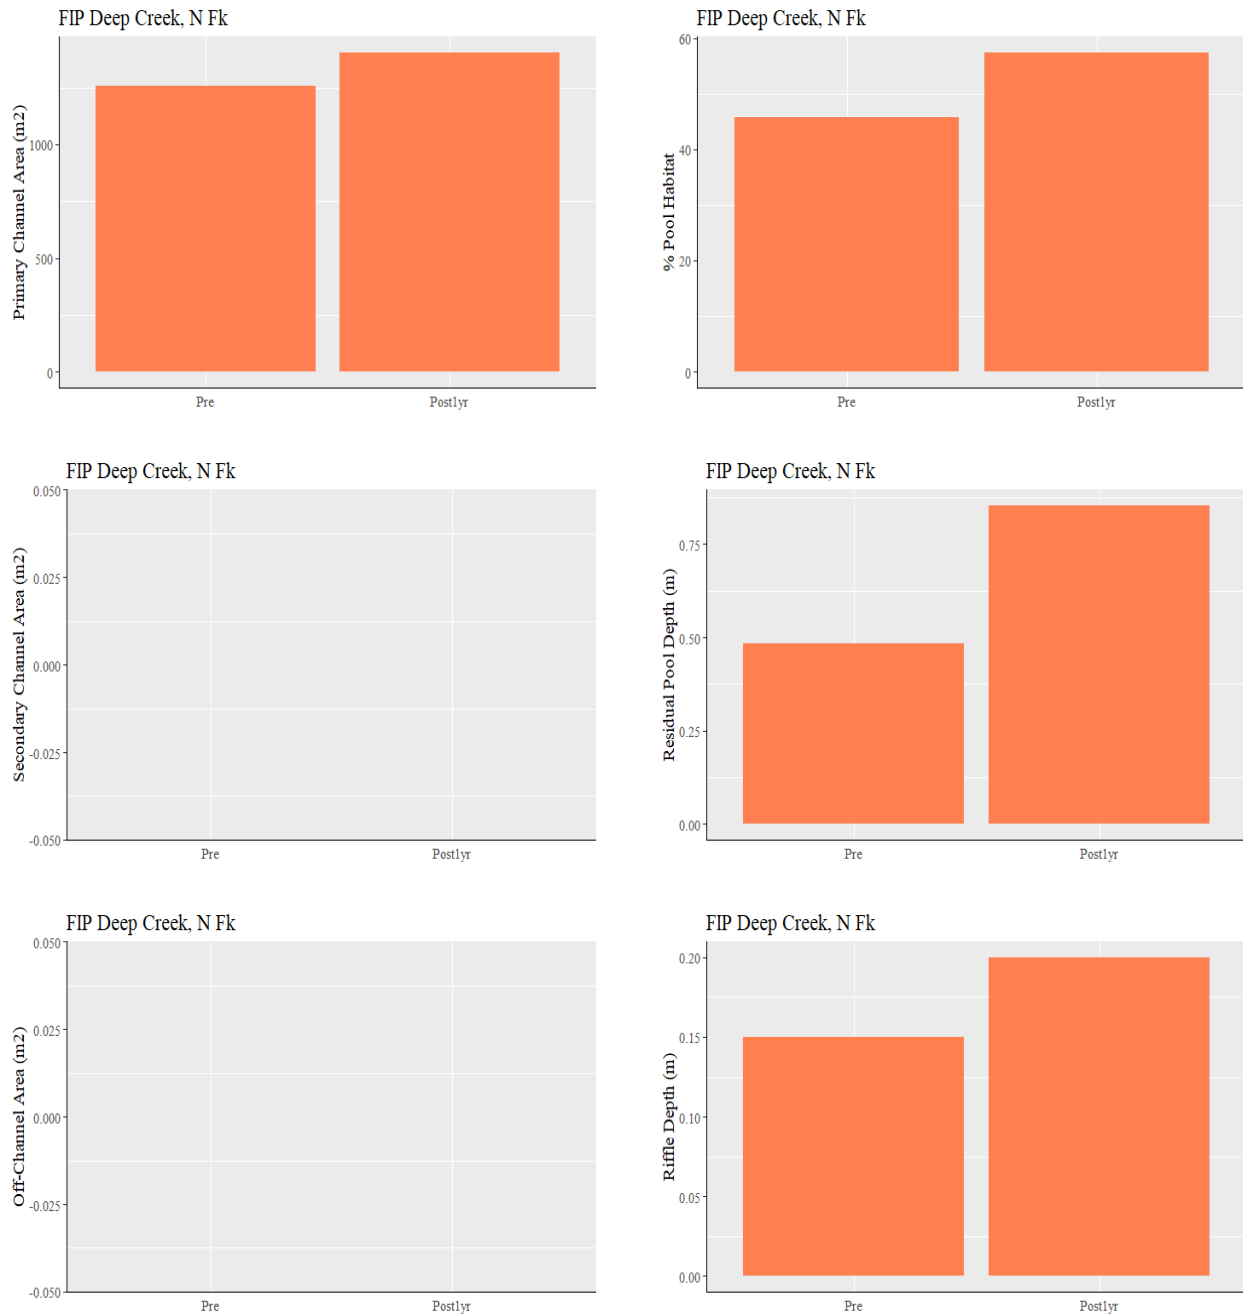 FIP Deep Creek, N Fk
Primary Channel Area (m2)
1000
500
0
Pre
Post1yr
FIP Deep Creek, N Fk
% Pool Habitat
60
40
20
0
Pre
Post1yr
FIP Deep Creek, N Fk
Secondary Channel Area (m2)
0.050
0.025
0.000
-0.025
-0.050
Pre
Post1yr
FIP Deep Creek, N Fk
Residual Pool Depth (m)
0.75
0.50
0.25
0.00
Pre
Post1yr
FIP Deep Creek, N Fk
Off-Channel Area (m2)
0.050
0.025
0.000
-0.025
-0.050
Pre
Post1yr
FIP Deep Creek, N Fk
Riffle Depth (m)
0.20
0.15
0.10
0.05
0.00
Pre
Post1yr